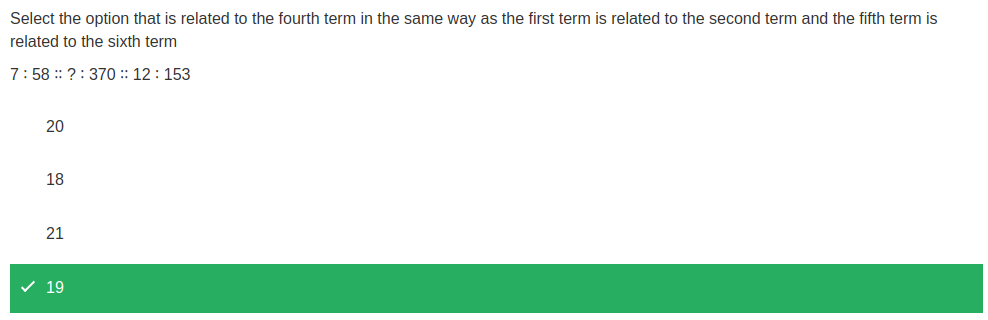 Select the option that is related to the fourth term in the same way as the first term is related to the second term and the fifth term is
related to the sixth term
7 : 58 :: ? : 370 :: 12 : 153
20
18
21
19